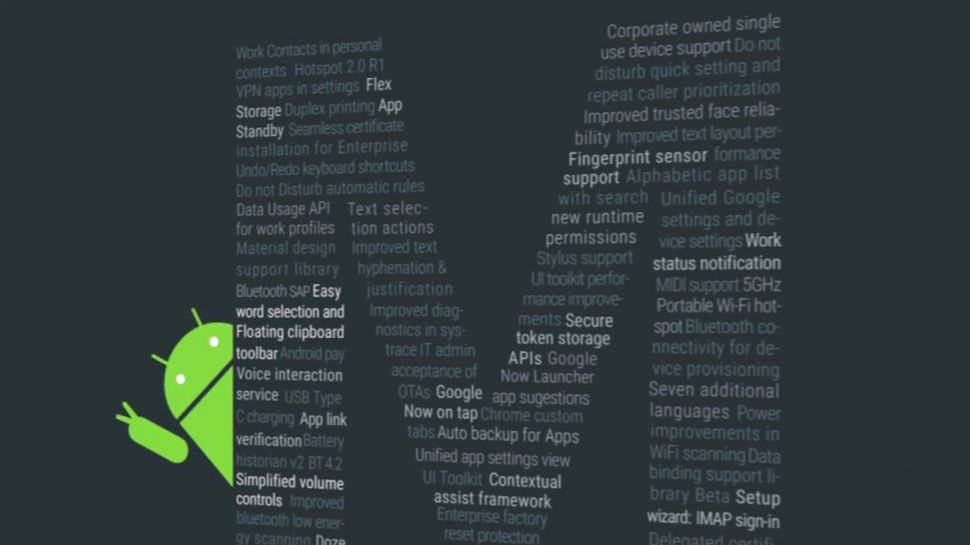 Work Contacts in personal
contexts Hotspot 2.0 R1
VPN apps in settings Flex
Storage Duplex printing App
Standby Seamless certificate
installation for Enterprise
Undo/Redo keyboard shortcuts
Do not Disturb automatic rules
Data Usage API
for work profiles
Material design
support library
Bluetooth SAP Easy
word selection and
Floating clipboard
toolbar Android pay
Voice interaction
service USB Type
C charging App link
verification Battery
historian v2 BT 4.2
Simplified volume
controls Improved
bluetooth low ener-
gy scanning Doze
Text selec-
tion actions
Improved text
hyphenation &
justification
Improved diag-
nostics in sys-
trace IT admin
acceptance of
OTAs Google
Now on tap Chrome custom
tabs Auto backup for Apps
Unified app settings view
UI Toolkit Contextual
assist framework
Enterprise factory
reset protection
Corporate owned single
use device support Do not
disturb quick setting and
repeat caller prioritization
Improved trusted face relia-
bility Improved text layout per-
Fingerprint sensor formance
support Alphabetic app list
with search
new runtime
permissions
Stylus support
UI toolkit perfor-
mance improve-
ments Secure
token storage
APIs Google
Now Launcher
app sugestions
Unified Google
settings and de-
vice settings Work
status notification
MIDI support 5GHz
Portable Wi-Fi hot-
spot Bluetooth co-
nnectivity for de-
vice provisioning
Seven additional
languages Power
improvements in
WiFi scanning Data
binding support li-
brary Beta Setup
wizard: IMAP sign-in
Delegated certifi-